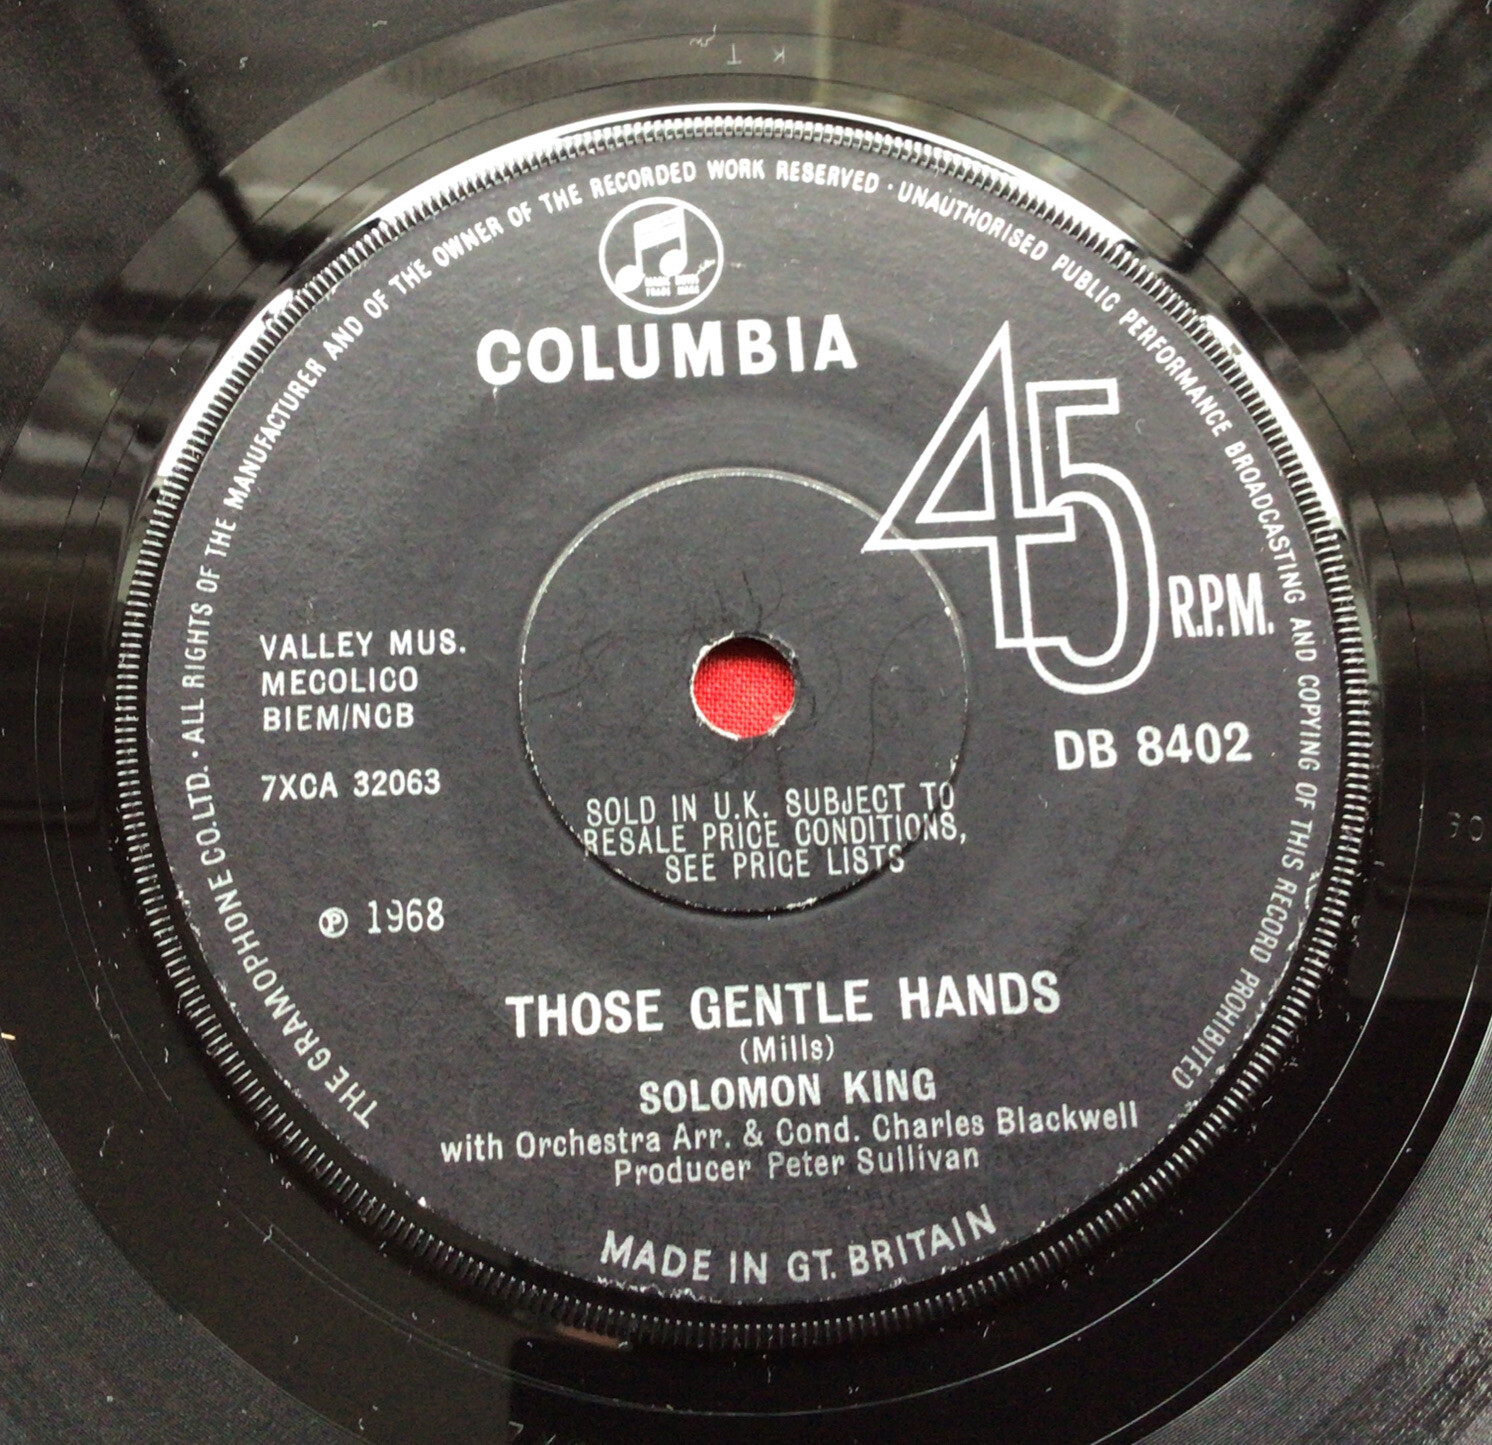 THE GRAMOPHONE CO. LTD. · ALL RIGHTS OF THE MANUFACTURER AND OF THE OWNER OF THE RECORDED WORK RESERVED · UNAUTHORISED PUBLIC PERFORMANCE BROADCASTING AND COPYING OF THIS RECORD PROHIBITED
COLUMBIA
45 R.P.M.
VALLEY MUS.
MECOLICO
BIEM/NCB
7XCA 32063
DB 8402
SOLD IN U.K. SUBJECT TO
RESALE PRICE CONDITIONS,
SEE PRICE LISTS
℗ 1968
THOSE GENTLE HANDS
(Mills)
SOLOMON KING
with Orchestra Arr. & Cond. Charles Blackwell
Producer Peter Sullivan
MADE IN GT. BRITAIN
K T